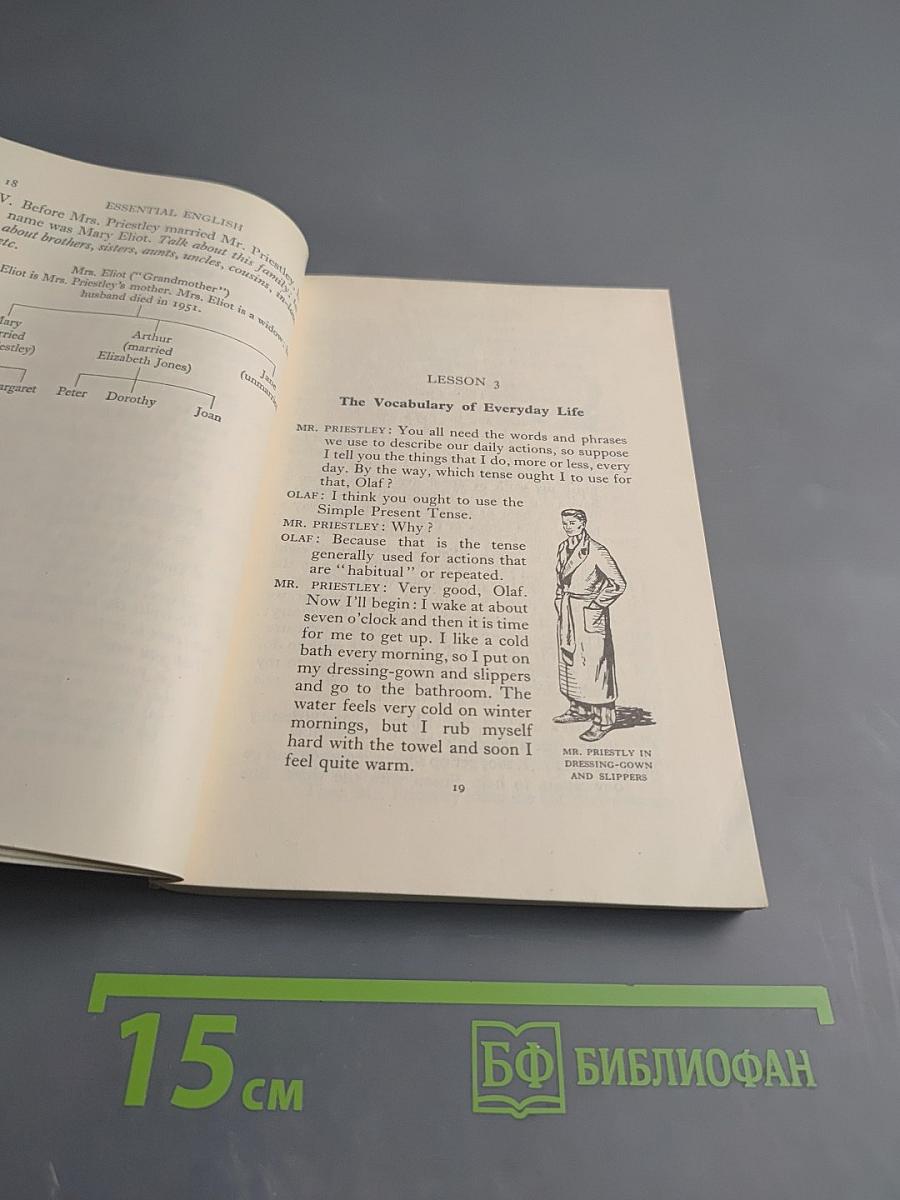 18
ESSENTIAL ENGLISH
V. Before Mrs. Priestley married Mr. Priestley,
name was Mary Eliot. Talk about this family:
about brothers, sisters, aunts, uncles, cousins,
etc.
Mrs. Eliot ("Grandmother")
Eliot is Mrs. Priestley's mother. Mrs. Eliot is a widow;
husband died in 1951.
Arthur
(married
Elizabeth Jones)
Jane
(unmarried
Peter Dorothy Joan
LESSON 3
The Vocabulary of Everyday Life
MR. PRIESTLEY: You all need the words and phrases
we use to describe our daily actions, so suppose
I tell you the things that I do, more or less, every
day. By the way, which tense ought I to use for
that, Olaf?
OLAF: I think you ought to use the
Simple Present Tense.
MR. PRIESTLEY: Why?
OLAF: Because that is the tense
generally used for actions that
are "habitual" or repeated.
MR. PRIESTLEY: Very good, Olaf.
Now I'll begin: I wake at about
seven o'clock and then it is time
for me to get up. I like a cold
bath every morning, so I put on
my dressing-gown and slippers
and go to the bathroom. The
water feels very cold on winter
mornings, but I rub myself
hard with the towel and soon I
feel quite warm.
MR. PRIESTLY IN
DRESSING-GOWN
AND SLIPPERS
19
15 см
БФ БИБЛИОФАН